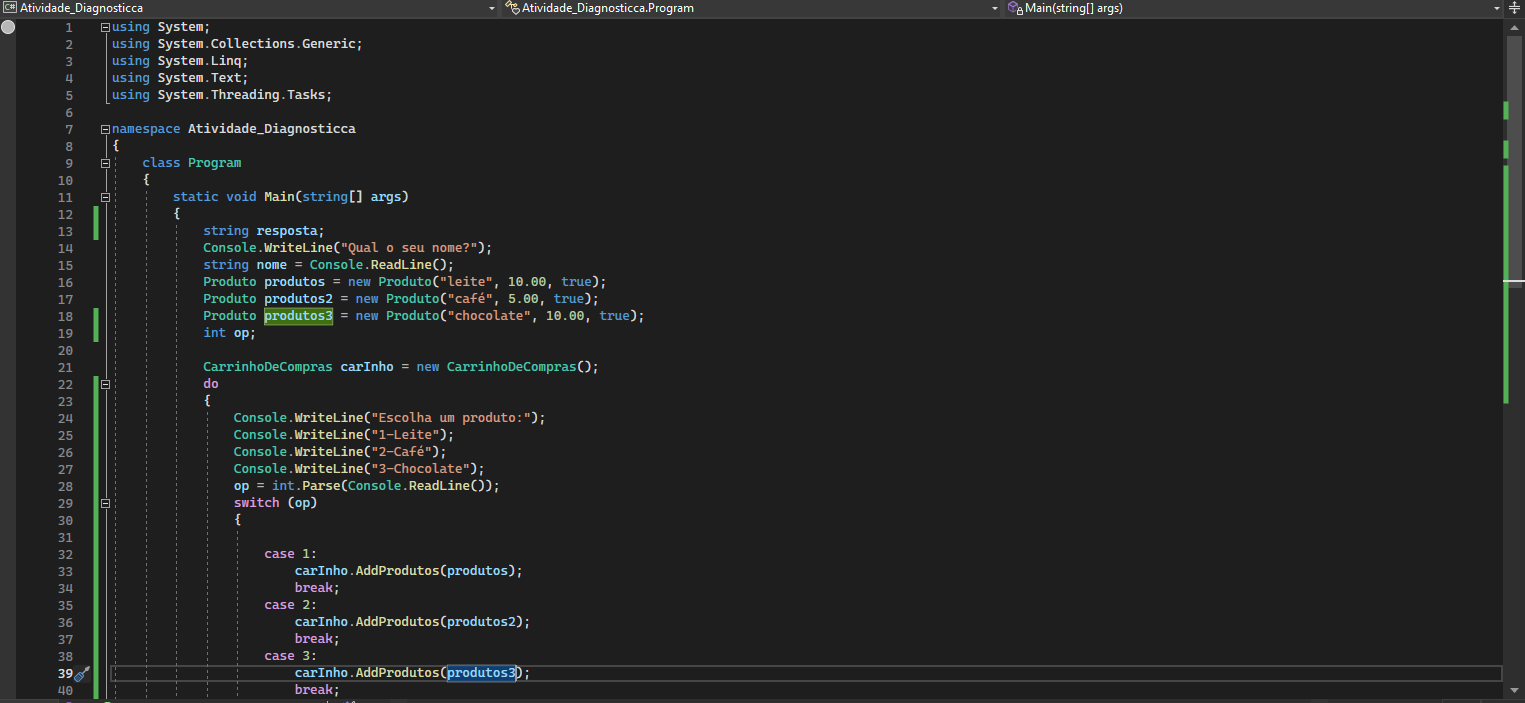 C# Atividade_Diagnosticca Atividade_Diagnosticca.Program Main(string[] args)
1 using System;
2 using System.Collections.Generic;
3 using System.Linq;
4 using System.Text;
5 using System.Threading.Tasks;
6
7 namespace Atividade_Diagnosticca
8 {
9 class Program
10 {
11 static void Main(string[] args)
12 {
13 string resposta;
14 Console.WriteLine("Qual o seu nome?");
15 string nome = Console.ReadLine();
16 Produto produtos = new Produto("leite", 10.00, true);
17 Produto produtos2 = new Produto("café", 5.00, true);
18 Produto produtos3 = new Produto("chocolate", 10.00, true);
19 int op;
20
21 CarrinhoDeCompras carInho = new CarrinhoDeCompras();
22 do
23 {
24 Console.WriteLine("Escolha um produto:");
25 Console.WriteLine("1-Leite");
26 Console.WriteLine("2-Café");
27 Console.WriteLine("3-Chocolate");
28 op = int.Parse(Console.ReadLine());
29 switch (op)
30 {
31
32 case 1:
33 carInho.AddProdutos(produtos);
34 break;
35 case 2:
36 carInho.AddProdutos(produtos2);
37 break;
38 case 3:
39 carInho.AddProdutos(produtos3);
40 break;